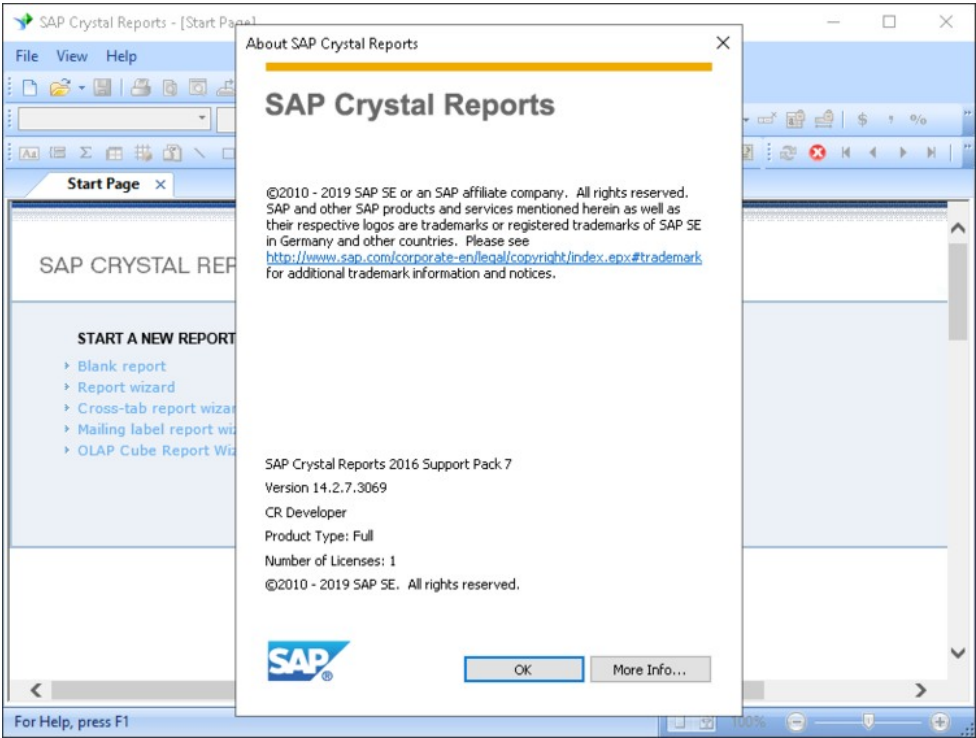 SAP Crystal Reports - [Start Page]
File View Help
$ , %
Start Page
SAP CRYSTAL REP
START A NEW REPORT
Blank report
Report wizard
Cross-tab report wizar
Mailing label report wi
OLAP Cube Report Wi
About SAP Crystal Reports
SAP Crystal Reports
©2010 - 2019 SAP SE or an SAP affiliate company. All rights reserved.
SAP and other SAP products and services mentioned herein as well as
their respective logos are trademarks or registered trademarks of SAP SE
in Germany and other countries. Please see
http://www.sap.com/corporate-en/legal/copyright/index.epx#trademark
for additional trademark information and notices.
SAP Crystal Reports 2016 Support Pack 7
Version 14.2.7.3069
CR Developer
Product Type: Full
Number of Licenses: 1
©2010 - 2019 SAP SE. All rights reserved.
SAP®
OK
More Info...
For Help, press F1
100%